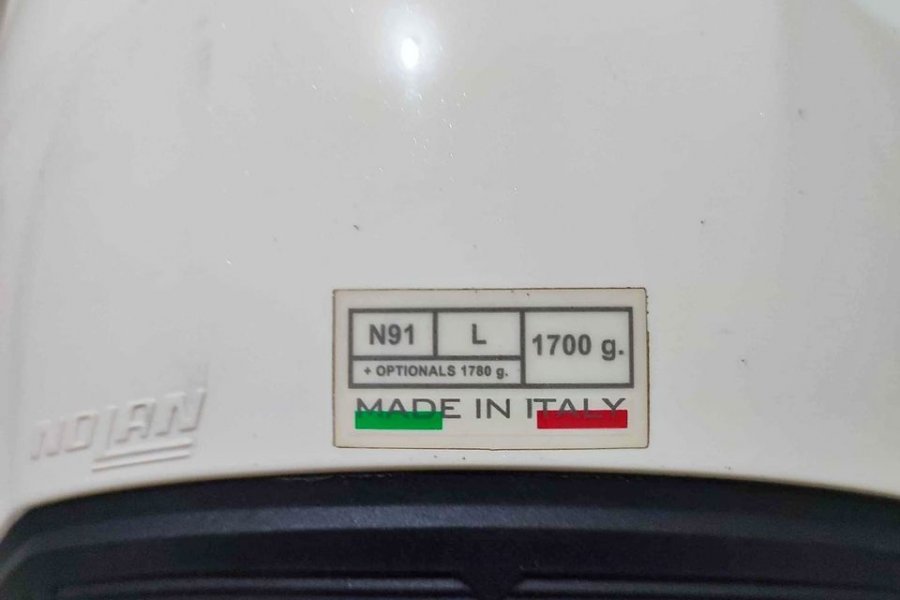 N91 L 1700 g.
+ OPTIONALS 1780 g.
MADE IN ITALY
NOLAN